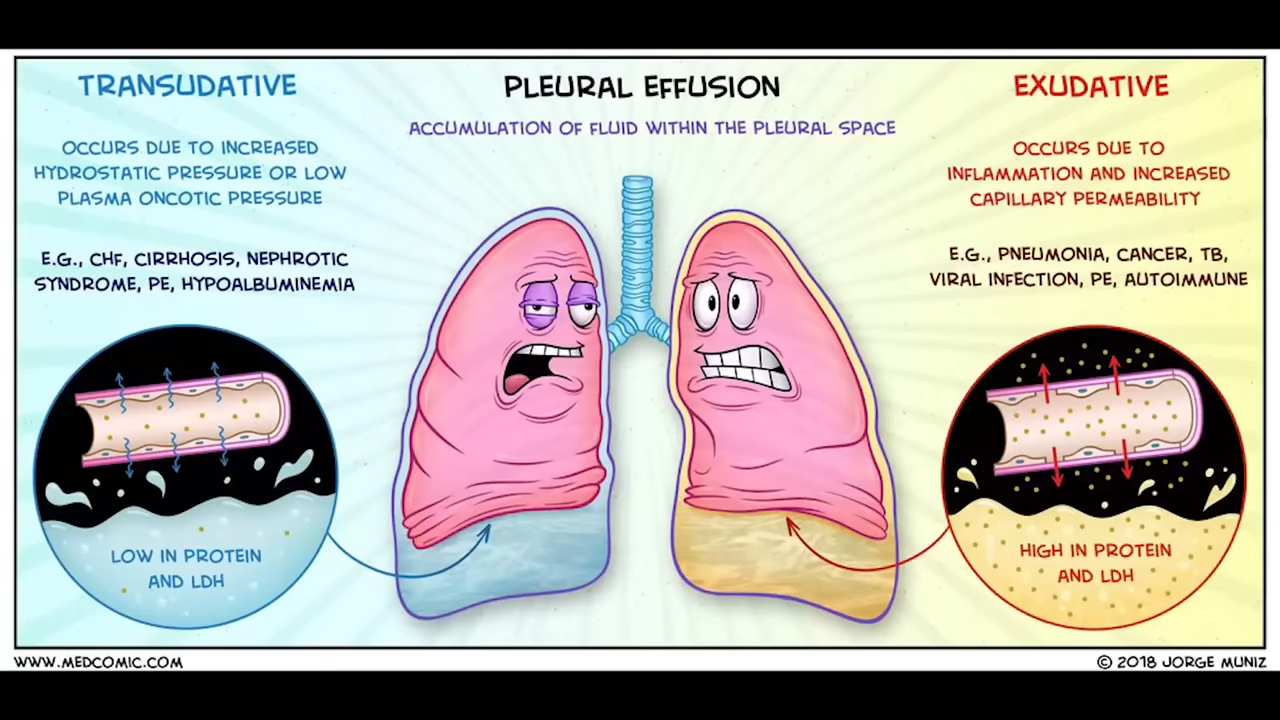 TRANSUDATIVE
OCCURS DUE TO INCREASED
HYDROSTATIC PRESSURE OR LOW
PLASMA ONCOTIC PRESSURE
E.G., CHF, CIRRHOSIS, NEPHROTIC
SYNDROME, PE, HYPOALBUMINEMIA
LOW IN PROTEIN
AND LDH
PLEURAL EFFUSION
ACCUMULATION OF FLUID WITHIN THE PLEURAL SPACE
EXUDATIVE
OCCURS DUE TO
INFLAMMATION AND INCREASED
CAPILLARY PERMEABILITY
E.G., PNEUMONIA, CANCER, TB,
VIRAL INFECTION, PE, AUTOIMMUNE
HIGH IN PROTEIN
AND LDH
WWW.MEDCOMIC.COM
© 2018 JORGE MUNIZ